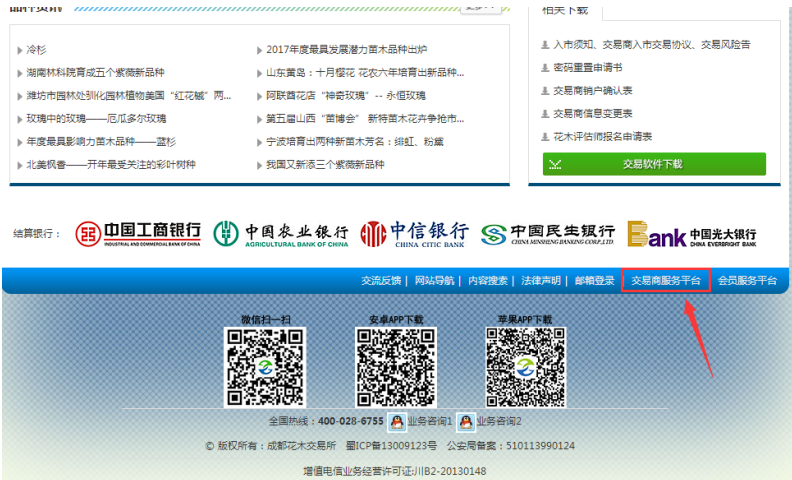 品种资讯
更多>>
相关下载
冷杉
2017年度最具发展潜力苗木品种出炉
湖南林科院育成五个紫薇新品种
山东黄岛：十月樱花 花农六年培育出新品种...
潍坊市园林处驯化园林植物美国“红花槭”两...
阿联酋花店“神奇玫瑰”-- 永恒玫瑰
玫瑰中的玫瑰——厄瓜多尔玫瑰
第五届山西“苗博会” 新特苗木花卉争抢市...
年度最具影响力苗木品种——蓝杉
宁波培育出两种新苗木芳名：绯虹、粉黛
北美枫香——开年最受关注的彩叶树种
我国又新添三个紫薇新品种
入市须知、交易商入市交易协议、交易风险告
密码重置申请书
交易商销户确认表
交易商信息变更表
花木评估师报名申请表
交易软件下载
结算银行：
中国工商银行
INDUSTRIAL AND COMMERCIAL BANK OF CHINA
中国农业银行
AGRICULTURAL BANK OF CHINA
中信银行
CHINA CITIC BANK
中国民生银行
CHINA MINSHENG BANKING CORP.,LTD.
Bank 中国光大银行
CHINA EVERBRIGHT BANK
交流反馈 | 网站导航 | 内容搜索 | 法律声明 | 邮箱登录 交易商服务平台 会员服务平台
微信扫一扫 安卓APP下载 苹果APP下载
全国热线：400-028-6755 业务咨询1 业务咨询2
© 版权所有：成都花木交易所 蜀ICP备13009123号 公安局备案：510113990124
增值电信业务经营许可证:川B2-20130148